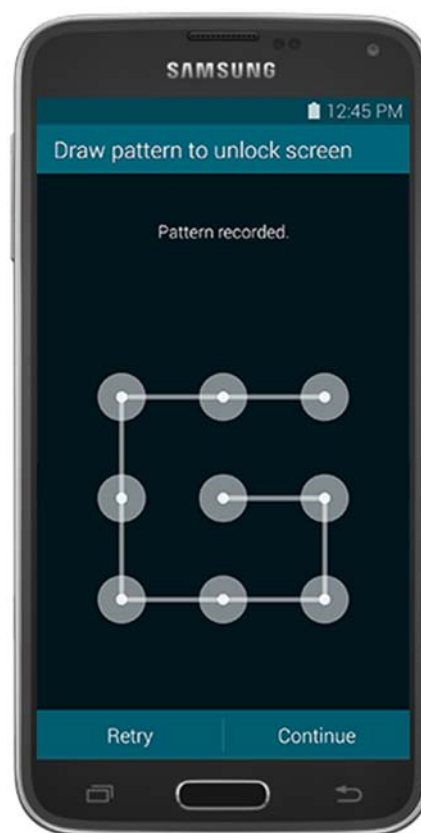 SAMSUNG
12:45 PM
Draw pattern to unlock screen
Pattern recorded.
Retry
Continue